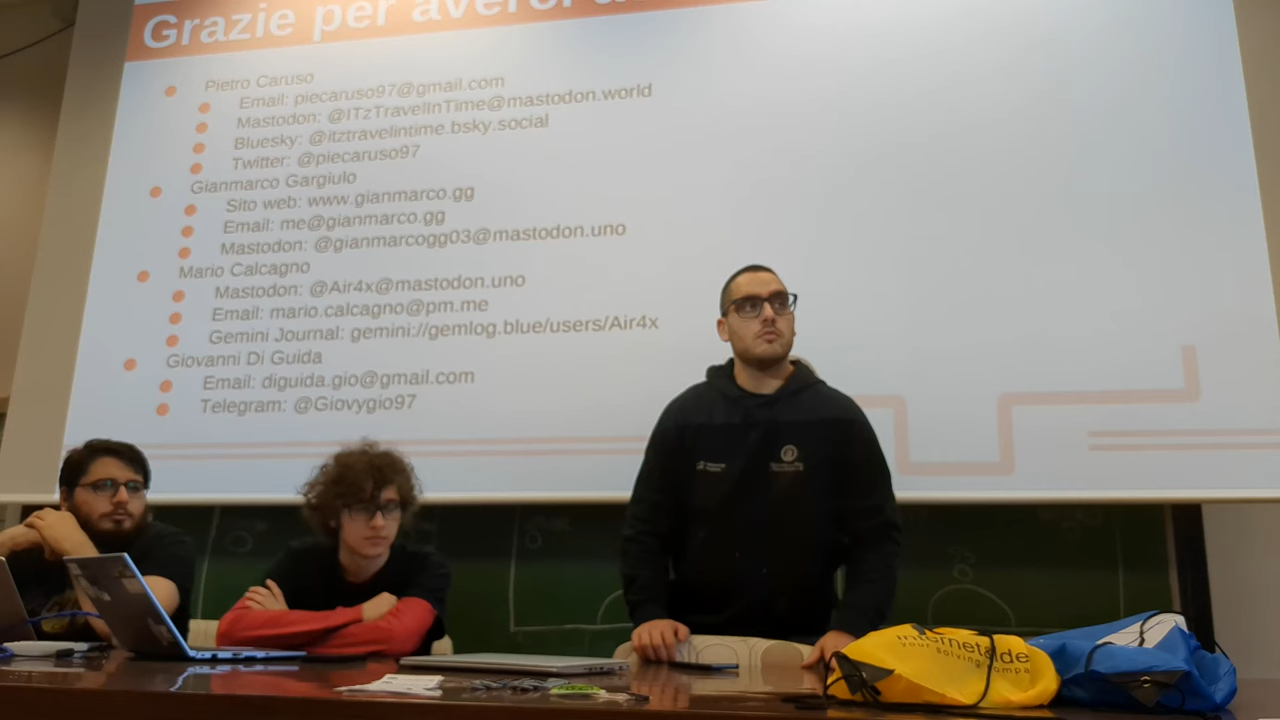 Grazie per averci
Pietro Caruso
Email: piecaruso97@gmail.com
Mastodon: @ITzTravelInTime@mastodon.world
Bluesky: @itztravelintime.bsky.social
Twitter: @piecaruso97
Gianmarco Gargiulo
Sito web: www.gianmarco.gg
Email: me@gianmarco.gg
Mastodon: @gianmarcogg03@mastodon.uno
Mario Calcagno
Mastodon: @Air4x@mastodon.uno
Email: mario.calcagno@pm.me
Gemini Journal: gemini://gemlog.blue/users/Air4x
Giovanni Di Guida
Email: diguida.gio@gmail.com
Telegram: @Giovygio97
your solving compa